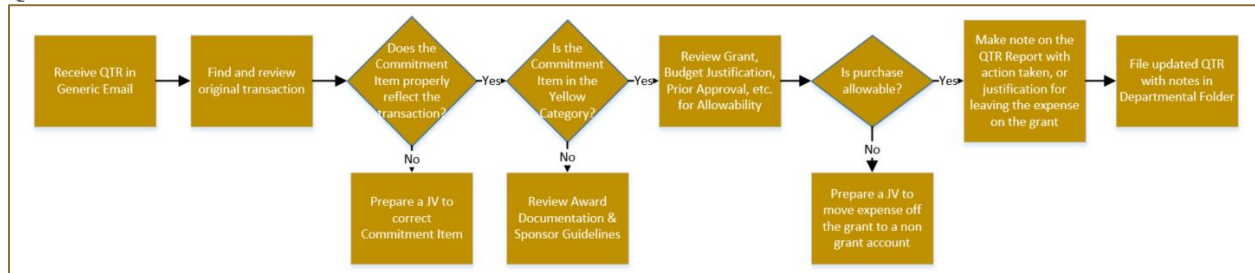 Receive QTR in
Generic Email
Find and review
original transaction
Does the
Commitment
Item properly
reflect the
transaction?
Yes
No
Prepare a JV to
correct
Commitment Item
Is the
Commitment
Item in the
Yellow
Category?
Yes
No
Review Award
Documentation &
Sponsor Guidelines
Review Grant,
Budget Justification,
Prior Approval, etc.
for Allowability
Is purchase
allowable?
Yes
No
Prepare a JV to
move expense off
the grant to a non
grant account
Make note on the
QTR Report with
action taken, or
justification for
leaving the expense
on the grant
File updated QTR
with notes in
Departmental Folder